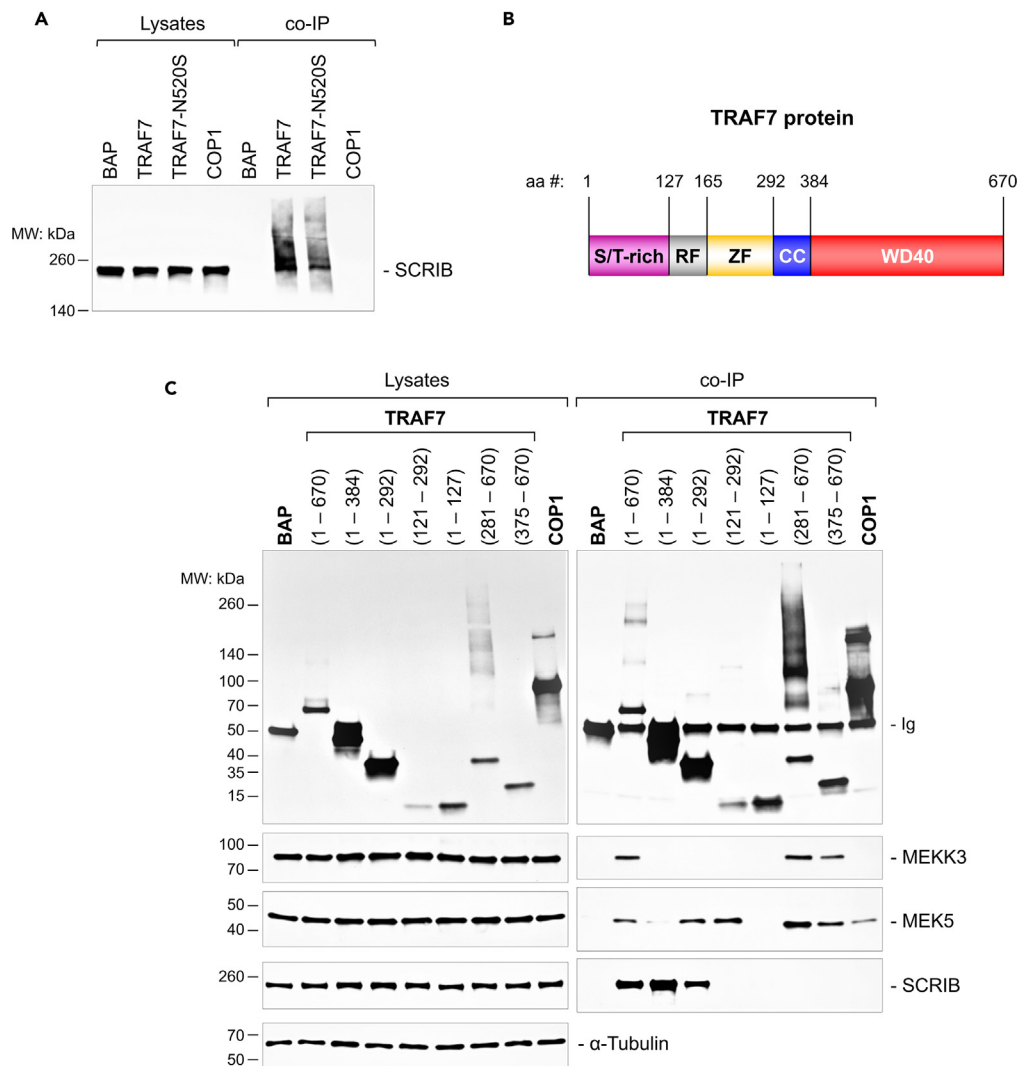 A
Lysates co-IP
BAP
TRAF7
TRAF7-N520S
COP1
BAP
TRAF7
TRAF7-N520S
COP1
MW: kDa
260
140
- SCRIB
B
TRAF7 protein
aa #: 1 127 165 292 384 670
S/T-rich RF ZF CC WD40
C
Lysates co-IP
TRAF7 TRAF7
BAP
(1 – 670)
(1 – 384)
(1 – 292)
(121 – 292)
(1 – 127)
(281 – 670)
(375 – 670)
COP1
BAP
(1 – 670)
(1 – 384)
(1 – 292)
(121 – 292)
(1 – 127)
(281 – 670)
(375 – 670)
COP1
MW: kDa
260
140
100
70
50
40
35
15
- Ig
100
70
- MEKK3
50
40
- MEK5
260
- SCRIB
70
50
- α-Tubulin